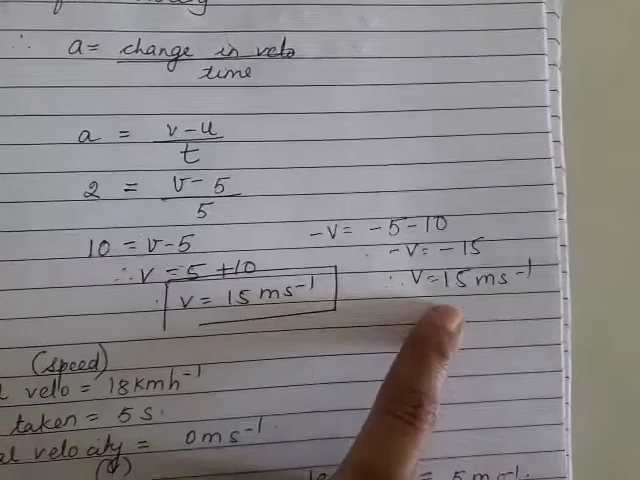 ∴ a = change in velo
time
a = v-u
t
2 = v-5
5
10 = v-5
∴ v = 5 +10
v = 15 ms⁻¹
-v = -5-10
-v = -15
∴ v = 15 ms⁻¹
(speed)
velo = 18 kmh⁻¹
taken = 5 s.
velocity = 0 ms⁻¹.
= 5 ms⁻¹.